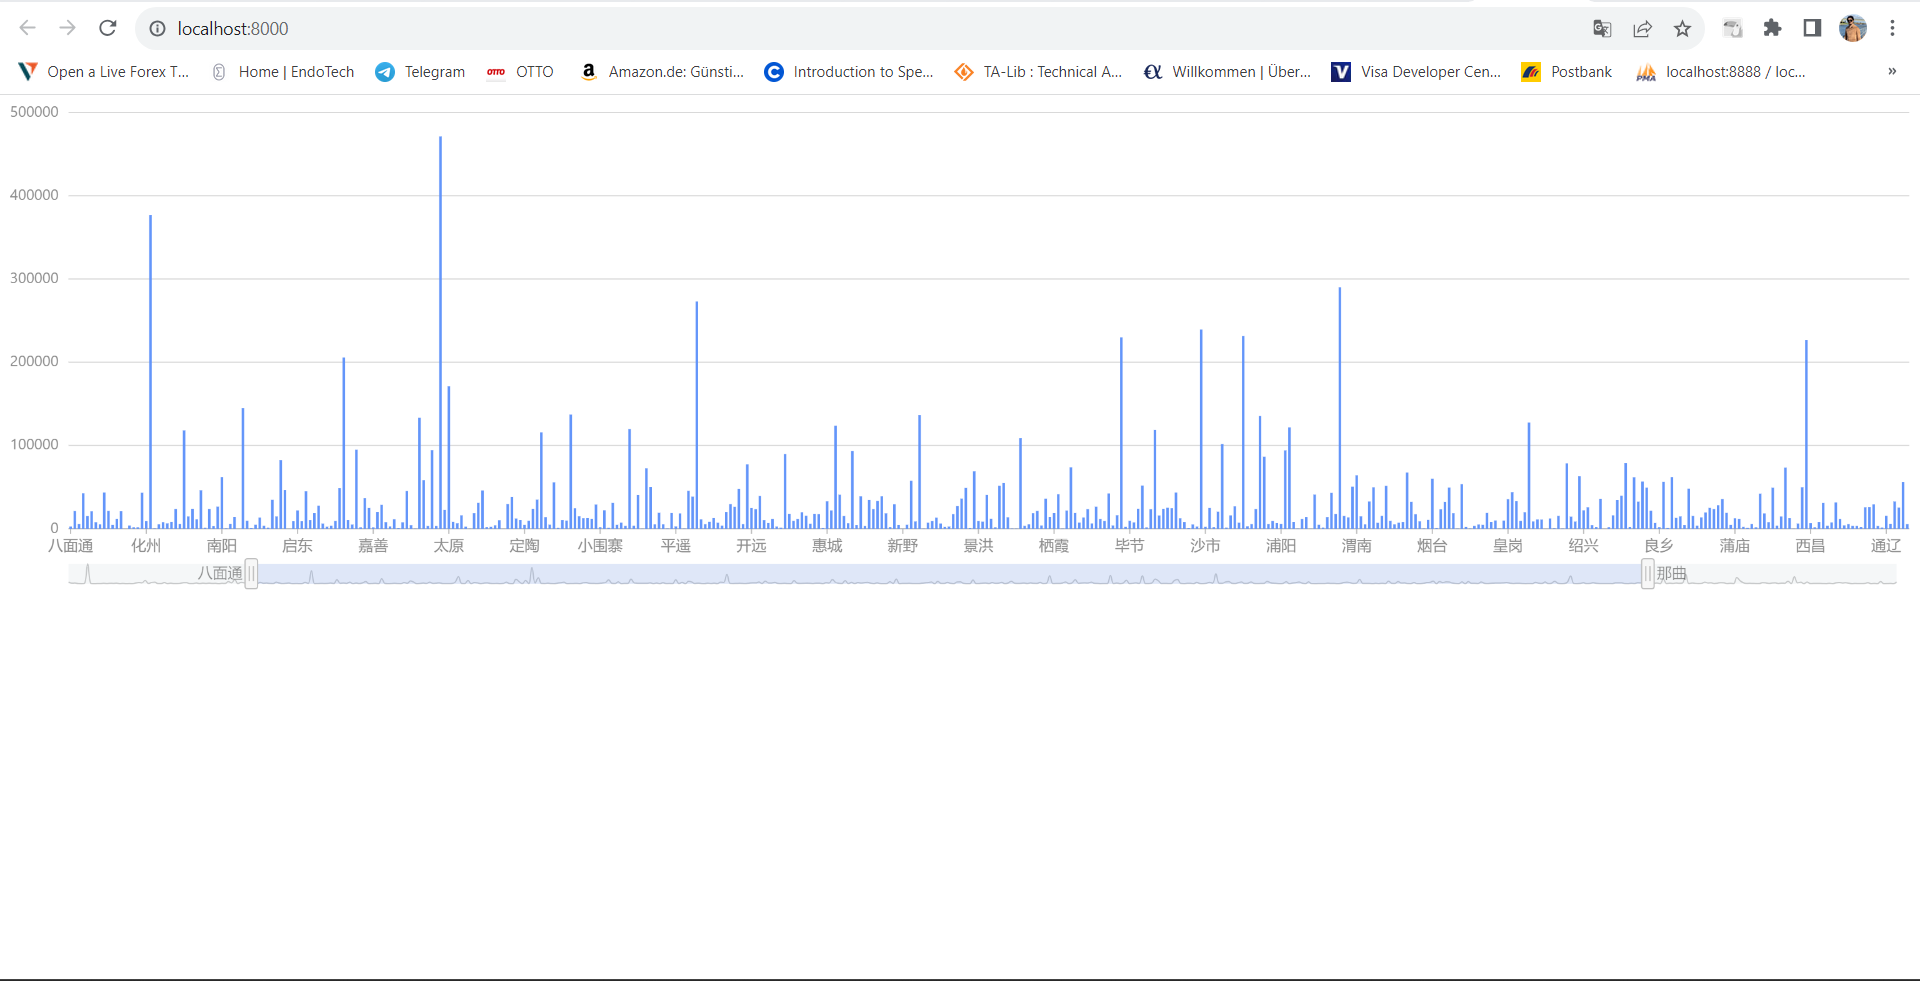 localhost:8000
Open a Live Forex T... Home | EndoTech Telegram OTTO OTTO Amazon.de: Günsti... Introduction to Spe... TA-Lib : Technical A... Willkommen | Über... Visa Developer Cen... Postbank PMA localhost:8888 / loc... »
500000
400000
300000
200000
100000
0
八面通 化州 南阳 启东 嘉善 太原 定陶 小围寨 平遥 开远 惠城 新野 景洪 栖霞 毕节 沙市 浦阳 渭南 烟台 皇岗 绍兴 良乡 蒲庙 西昌 通辽
八面通 那曲